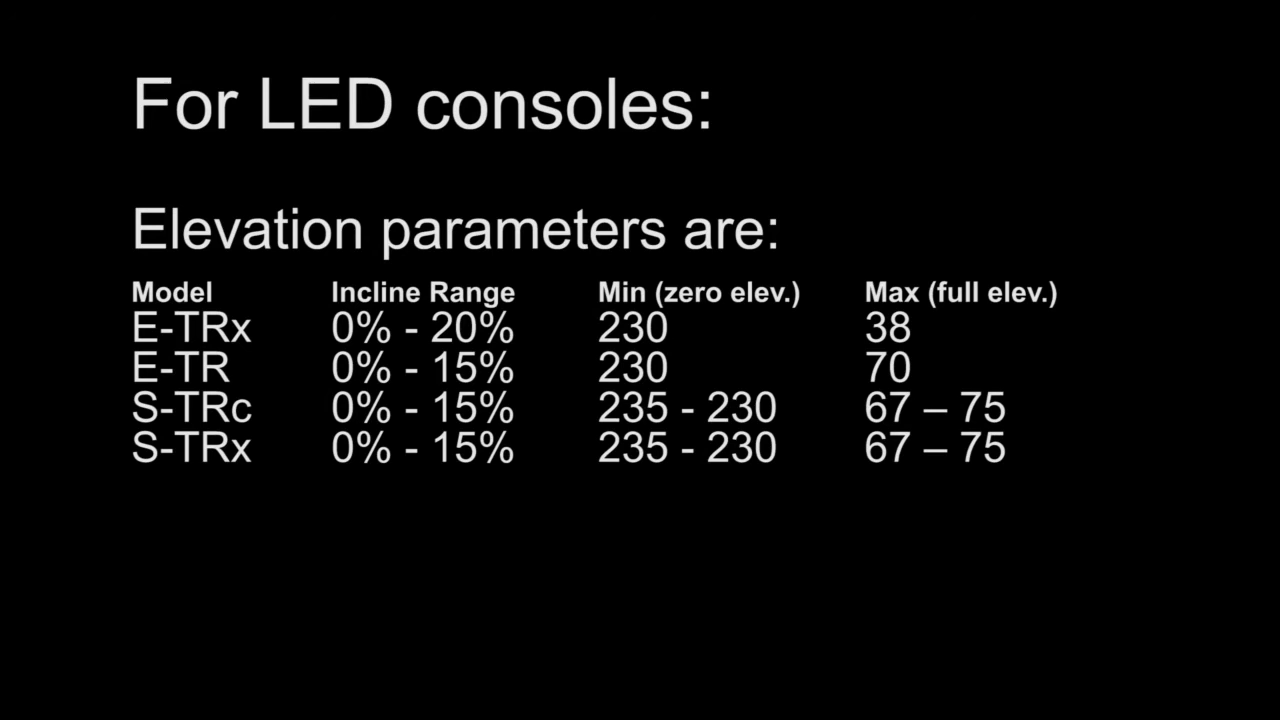 For LED consoles:
Elevation parameters are:
Model Incline Range Min (zero elev.) Max (full elev.)
E-TRx 0% - 20% 230 38
E-TR 0% - 15% 230 70
S-TRc 0% - 15% 235 - 230 67 – 75
S-TRx 0% - 15% 235 - 230 67 – 75